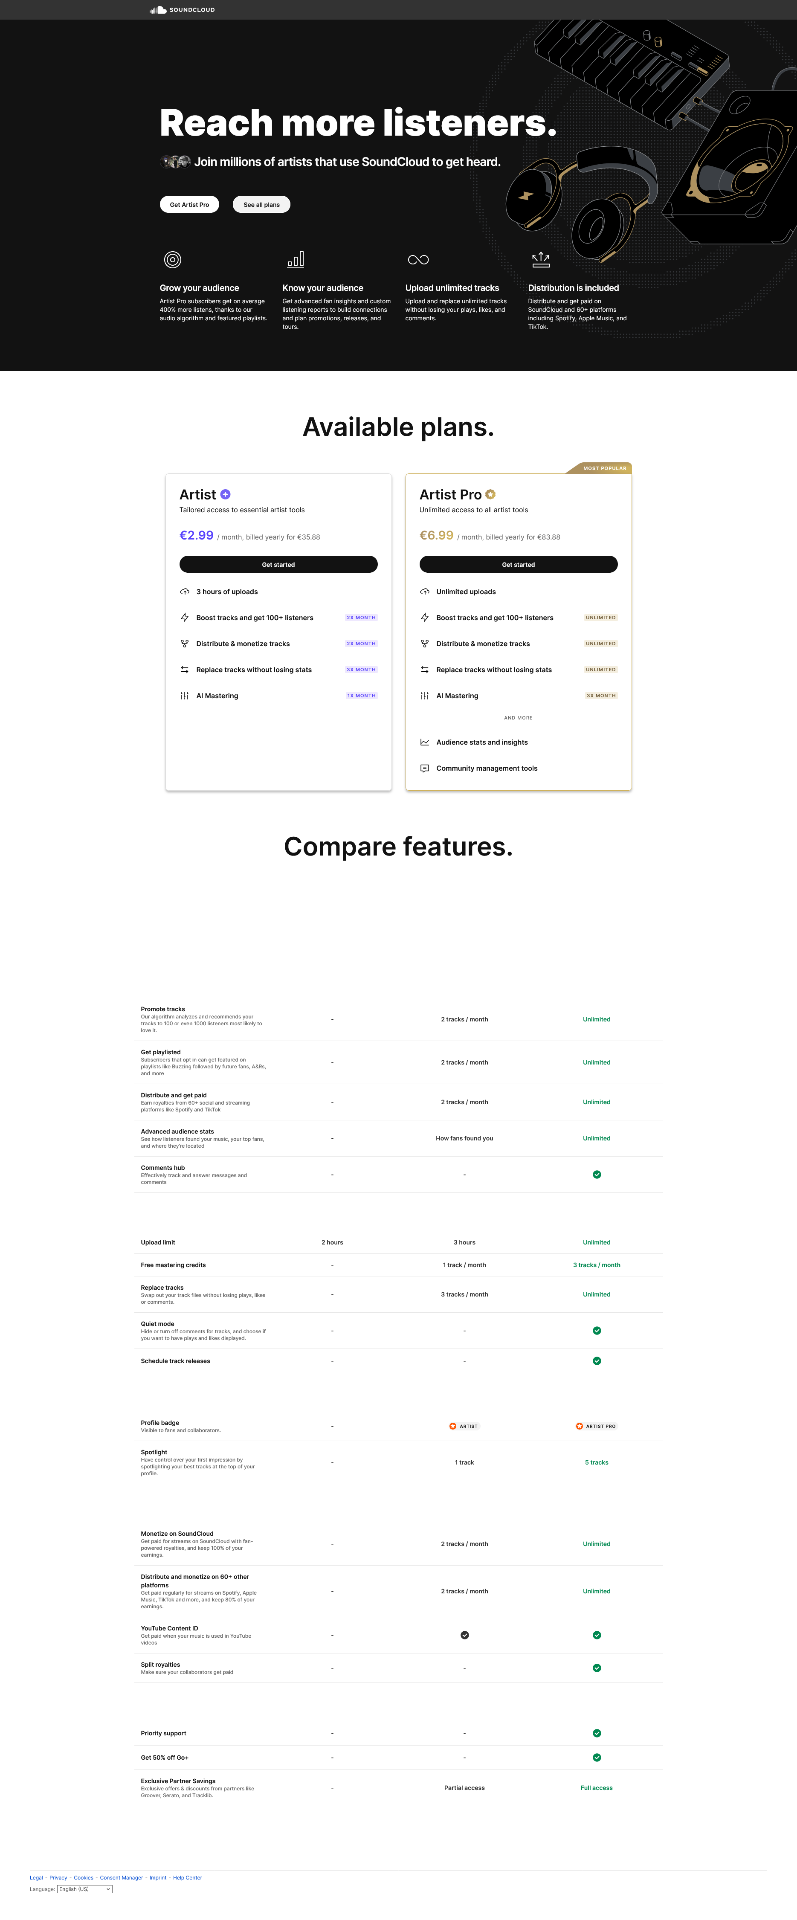 SOUNDCLOUD
Reach more listeners.
Join millions of artists that use SoundCloud to get heard.
Get Artist Pro
See all plans
Grow your audience
Artist Pro subscribers get on average
400% more listens, thanks to our
audio algorithm and featured playlists.
Know your audience
Get advanced fan insights and custom
listening reports to build connections
and plan promotions, releases, and
tours.
Upload unlimited tracks
Upload and replace unlimited tracks
without losing your plays, likes, and
comments.
Distribution is included
Distribute and get paid on
SoundCloud and 60+ platforms
including Spotify, Apple Music, and
TikTok.
Available plans.
Artist
Tailored access to essential artist tools
€2.99 / month, billed yearly for €35.88
Get started
3 hours of uploads
Boost tracks and get 100+ listeners 2X MONTH
Distribute & monetize tracks 2X MONTH
Replace tracks without losing stats 3X MONTH
AI Mastering 1X MONTH
MOST POPULAR
Artist Pro
Unlimited access to all artist tools
€6.99 / month, billed yearly for €83.88
Get started
Unlimited uploads
Boost tracks and get 100+ listeners UNLIMITED
Distribute & monetize tracks UNLIMITED
Replace tracks without losing stats UNLIMITED
AI Mastering 3X MONTH
AND MORE
Audience stats and insights
Community management tools
Compare features.
Promote tracks
Our algorithm analyzes and recommends your
tracks to 100 or even 1000 listeners most likely to
love it.
- 2 tracks / month Unlimited
Get playlisted
Subscribers that opt in can get featured on
playlists like Buzzing followed by future fans, A&Rs,
and more
- 2 tracks / month Unlimited
Distribute and get paid
Earn royalties from 60+ social and streaming
platforms like Spotify and TikTok
- 2 tracks / month Unlimited
Advanced audience stats
See how listeners found your music, your top fans,
and where they're located
- How fans found you Unlimited
Comments hub
Effectively track and answer messages and
comments
- -
Upload limit 2 hours 3 hours Unlimited
Free mastering credits - 1 track / month 3 tracks / month
Replace tracks
Swap out your track files without losing plays, likes
or comments.
- 3 tracks / month Unlimited
Quiet mode
Hide or turn off comments for tracks, and choose if
you want to have plays and likes displayed.
- -
Schedule track releases - -
Profile badge
Visible to fans and collaborators.
- ARTIST ARTIST PRO
Spotlight
Have control over your first impression by
spotlighting your best tracks at the top of your
profile.
- 1 track 5 tracks
Monetize on SoundCloud
Get paid for streams on SoundCloud with fan-
powered royalties, and keep 100% of your
earnings.
- 2 tracks / month Unlimited
Distribute and monetize on 60+ other
platforms
Get paid regularly for streams on Spotify, Apple
Music, TikTok and more, and keep 80% of your
earnings.
- 2 tracks / month Unlimited
YouTube Content ID
Get paid when your music is used in YouTube
videos
-
Split royalties
Make sure your collaborators get paid
- -
Priority support - -
Get 50% off Go+ - -
Exclusive Partner Savings
Exclusive offers & discounts from partners like
Groover, Serato, and Tracklib.
- Partial access Full access
Legal - Privacy - Cookies - Consent Manager - Imprint - Help Center
Language: English (US)